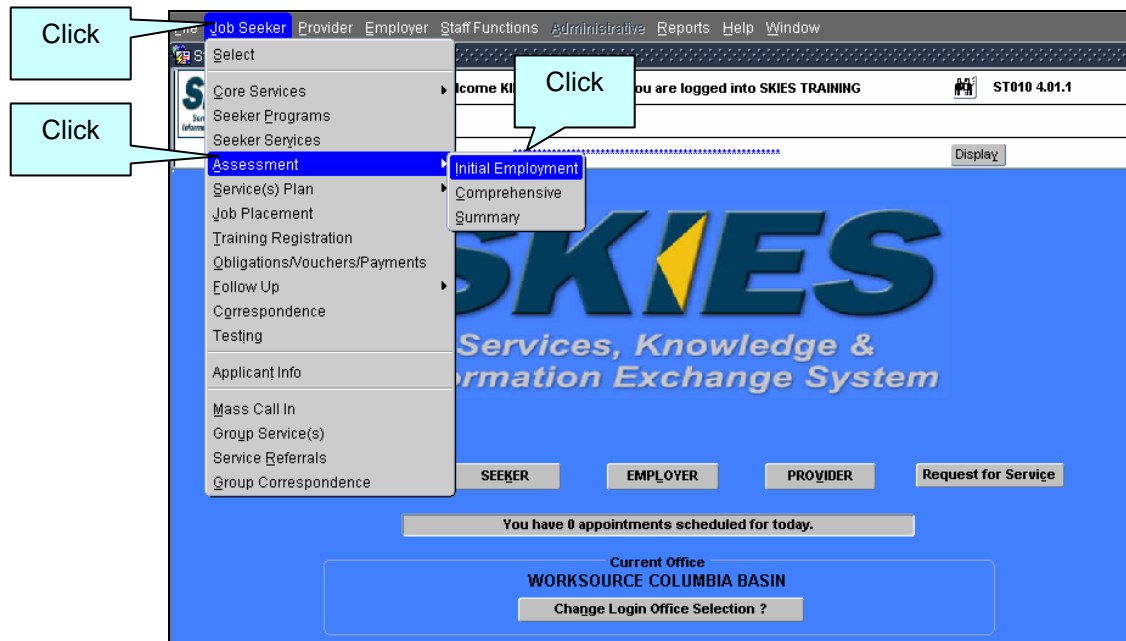 Click
Job Seeker Provider Employer Staff Functions Administrative Reports Help Window
Select
Click
you are logged into SKIES TRAINING ST010 4.01.1
Core Services
Seeker Programs
Seeker Services
Click
************************************************ Display
Assessment
Initial Employment
Service(s) Plan
Comprehensive
Job Placement
Summary
Training Registration
Obligations/Vouchers/Payments
Follow Up
Correspondence
Testing
SKIES
Services, Knowledge &
Exchange System
Applicant Info
Mass Call In
Group Service(s)
Service Referrals
Group Correspondence
SEEKER EMPLOYER PROVIDER Request for Service
You have 0 appointments scheduled for today.
Current Office
WORKSOURCE COLUMBIA BASIN
Change Login Office Selection ?